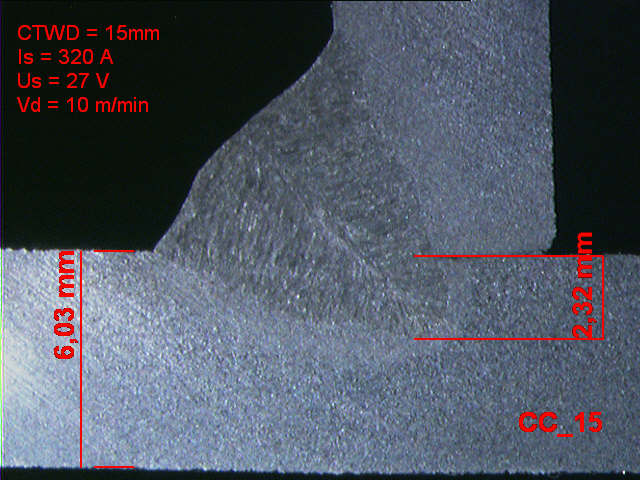 CTWD = 15mm
Is = 320 A
Us = 27 V
Vd = 10 m/min
6,03 mm
2,32 mm
CC_15